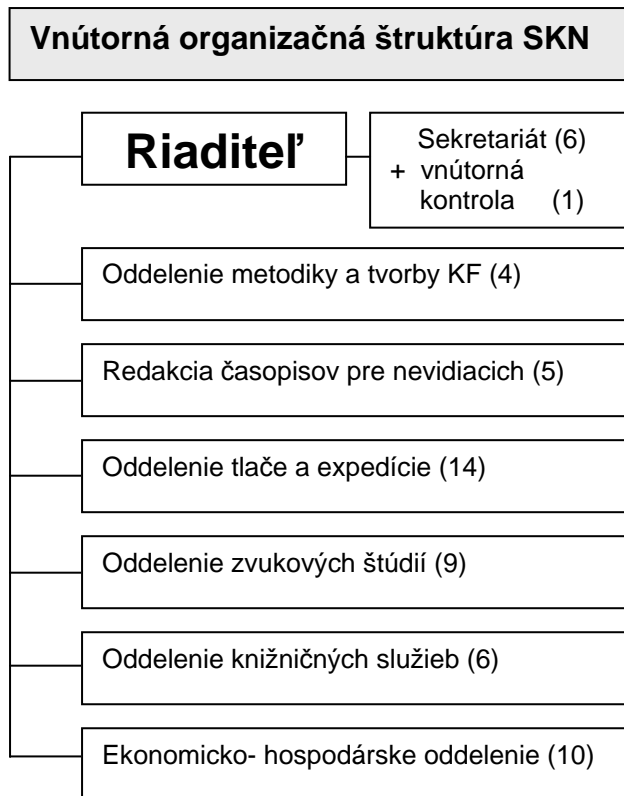 Vnútorná organizačná štruktúra SKN
Riaditeľ
Sekretariát (6)
+ vnútorná
kontrola (1)
Oddelenie metodiky a tvorby KF (4)
Redakcia časopisov pre nevidiacich (5)
Oddelenie tlače a expedície (14)
Oddelenie zvukových štúdií (9)
Oddelenie knižničných služieb (6)
Ekonomicko- hospodárske oddelenie (10)